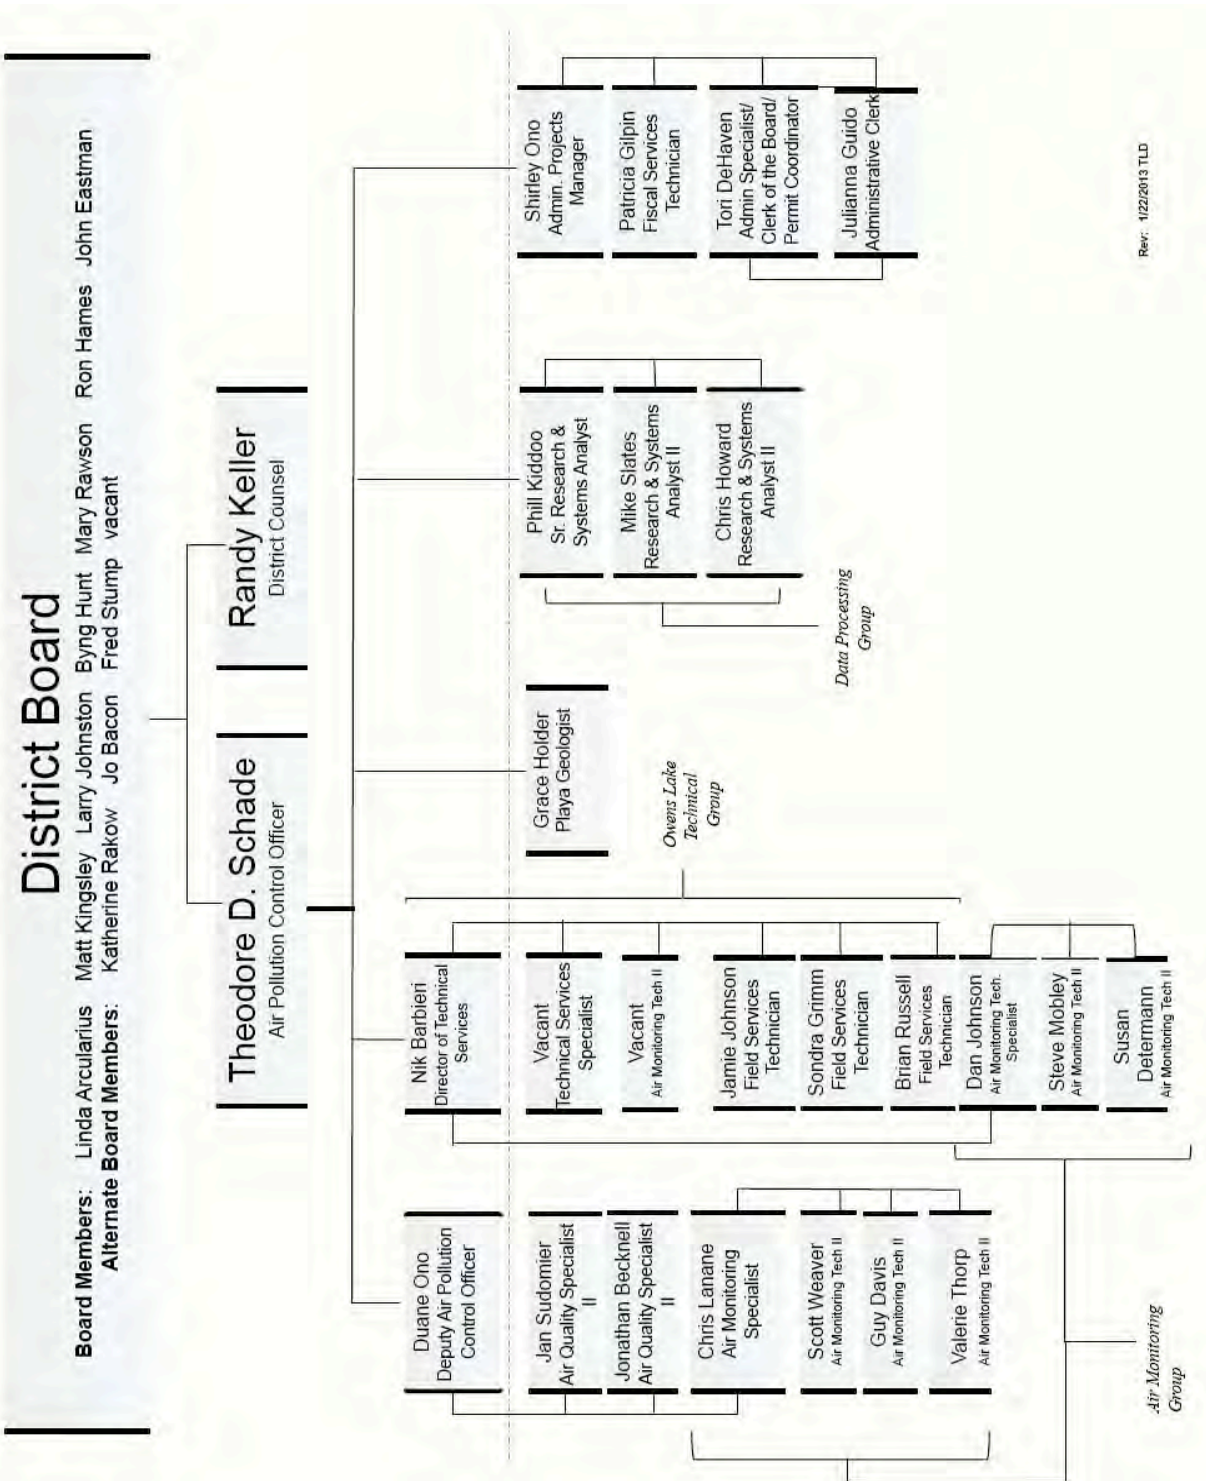 District Board
Board Members: Linda Arcularius Matt Kingsley Larry Johnston Byng Hunt Mary Rawson Ron Hames John Eastman
Alternate Board Members: Katherine Rakow Jo Bacon Fred Stump vacant
Theodore D. Schade
Air Pollution Control Officer
Randy Keller
District Counsel
Duane Ono
Deputy Air Pollution
Control Officer
Jan Sudomier
Air Quality Specialist
II
Jonathan Becknell
Air Quality Specialist
II
Chris Lanane
Air Monitoring
Specialist
Scott Weaver
Air Monitoring Tech II
Guy Davis
Air Monitoring Tech II
Valerie Thorp
Air Monitoring Tech II
Air Monitoring
Group
Nik Barbieri
Director of Technical
Services
Vacant
Technical Services
Specialist
Vacant
Air Monitoring Tech II
Jamie Johnson
Field Services
Technician
Sondra Grimm
Field Services
Technician
Brian Russell
Field Services
Technician
Dan Johnson
Air Monitoring Tech.
Specialist
Steve Mobley
Air Monitoring Tech II
Susan
Determann
Air Monitoring Tech II
Owens Lake
Technical
Group
Grace Holder
Playa Geologist
Phill Kiddoo
Sr. Research &
Systems Analyst
Mike Slates
Research & Systems
Analyst II
Chris Howard
Research & Systems
Analyst II
Data Processing
Group
Shirley Ono
Admin. Projects
Manager
Patricia Gilpin
Fiscal Services
Technician
Tori DeHaven
Admin Specialist/
Clerk of the Board/
Permit Coordinator
Julianna Guido
Administrative Clerk
Rev: 1/22/2013 TLD